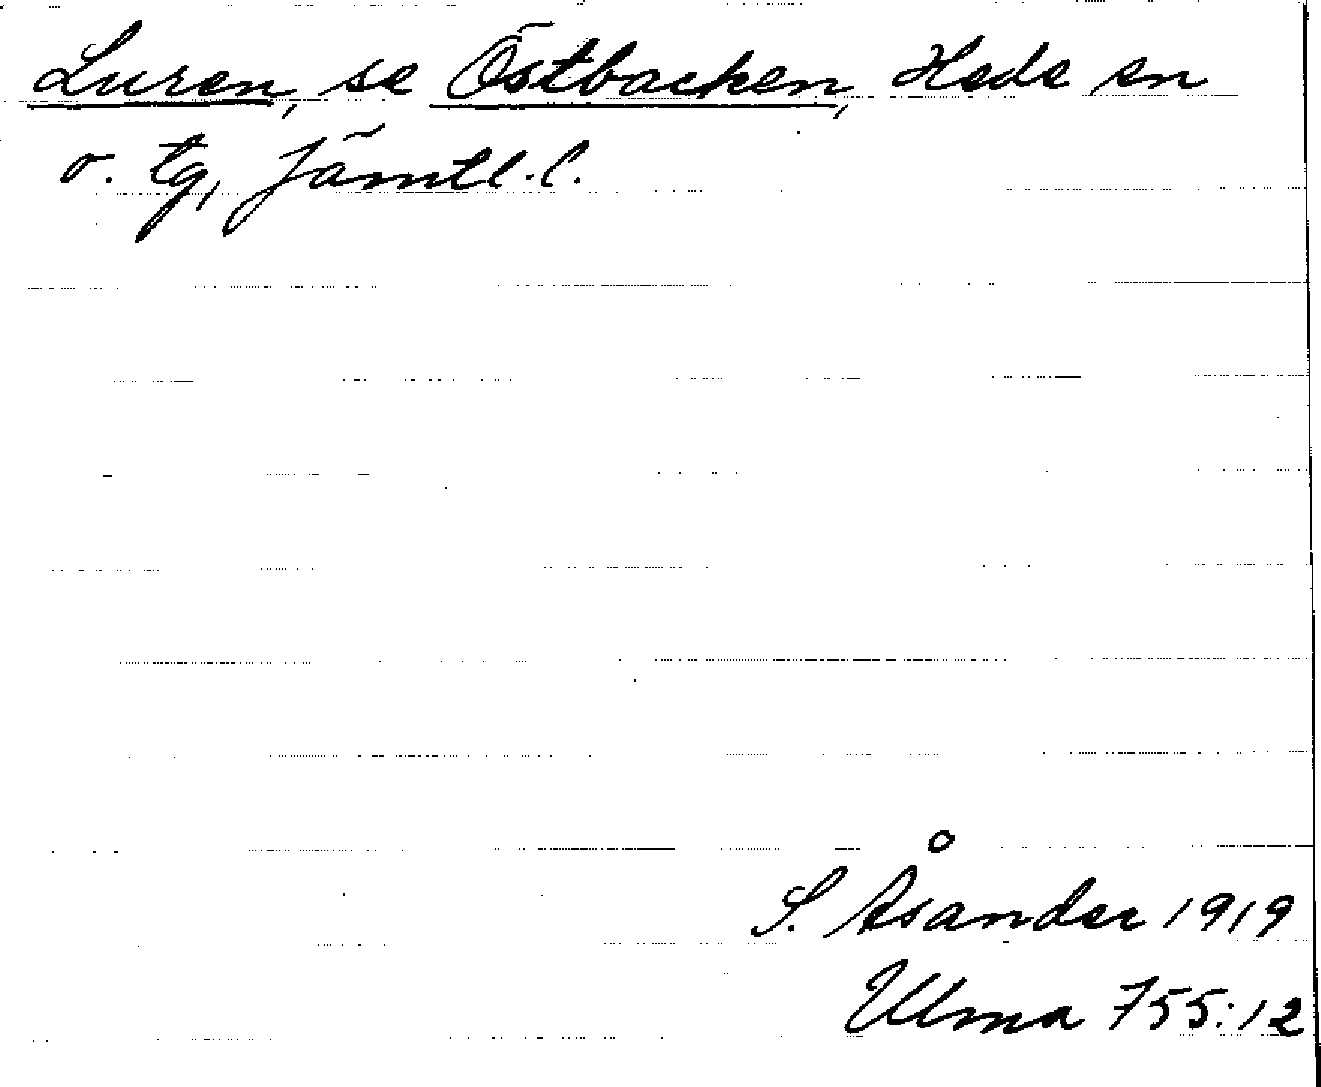 Luren, se Östbacken, Hede sn
o. tg, Jämtl. l.
S. Åsander 1919
Ulma 755:12